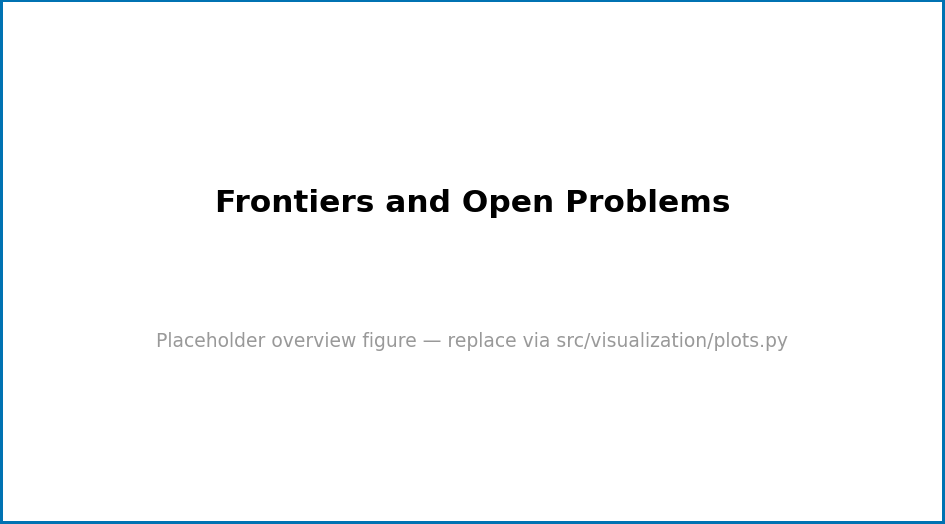 Frontiers and Open Problems
Placeholder overview figure — replace via src/visualization/plots.py